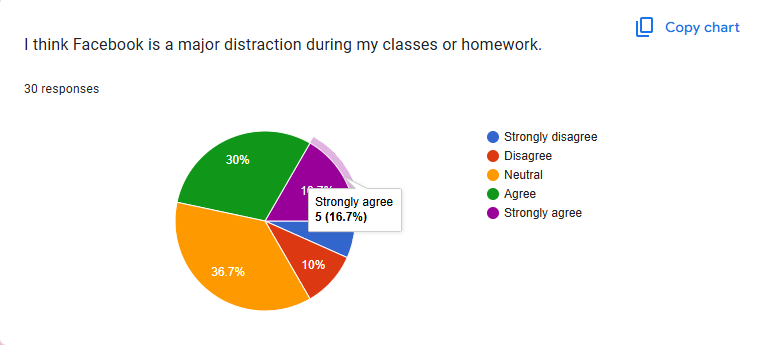 Copy chart
I think Facebook is a major distraction during my classes or homework.
30 responses
Strongly disagree
Disagree
Neutral
Agree
Strongly agree
30%
Strongly agree
5 (16.7%)
10%
36.7%